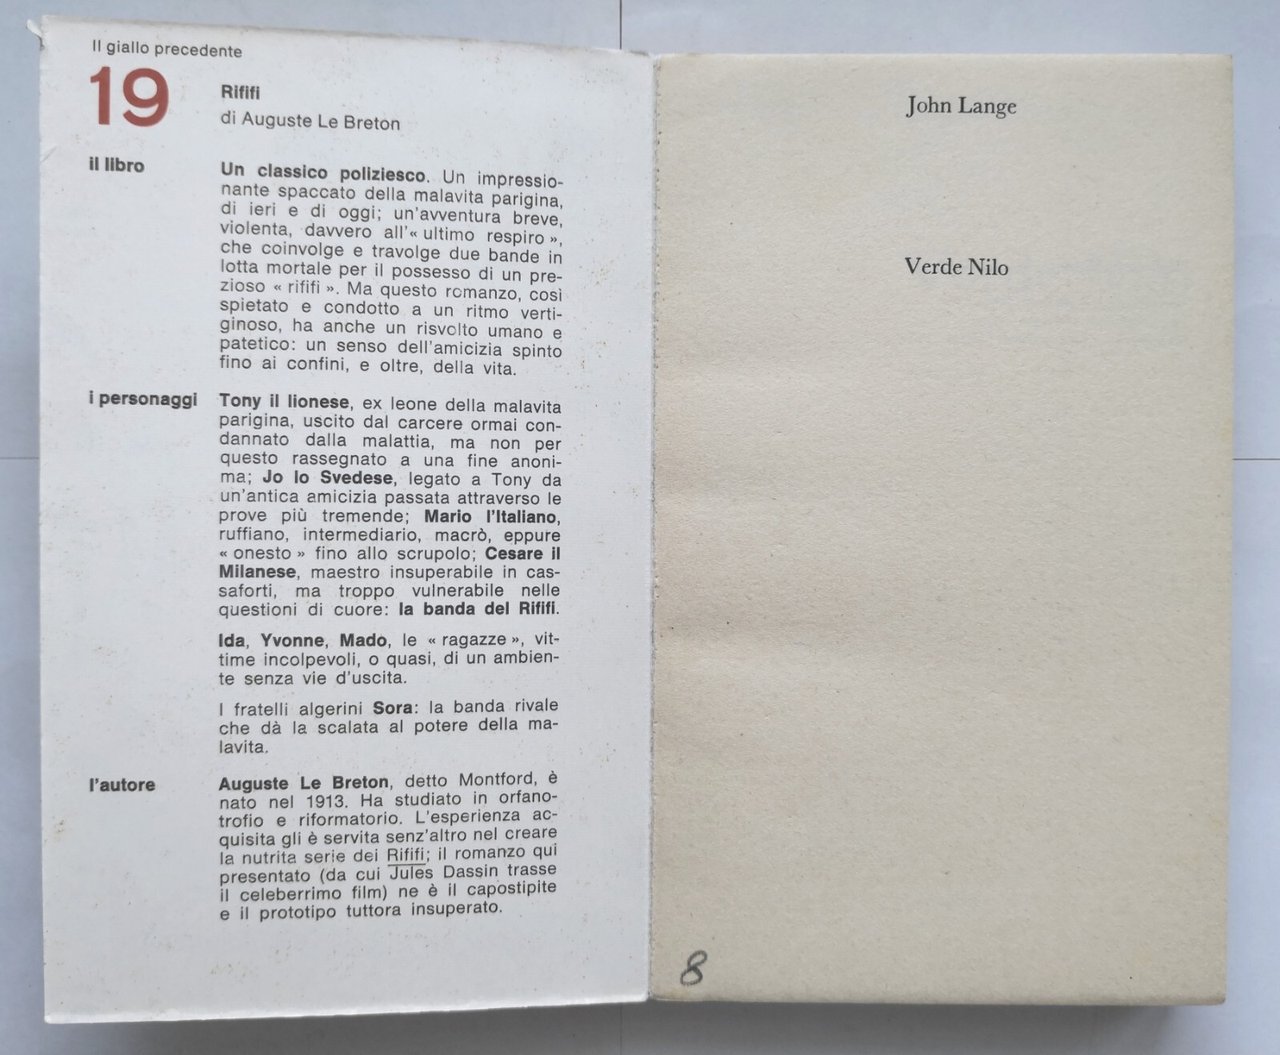 Il giallo precedente
19
Rififi
di Auguste Le Breton
il libro
Un classico poliziesco. Un impressio-
nante spaccato della malavita parigina,
di ieri e di oggi; un'avventura breve,
violenta, davvero all'« ultimo respiro »,
che coinvolge e travolge due bande in
lotta mortale per il possesso di un pre-
zioso « rififi ». Ma questo romanzo, così
spietato e condotto a un ritmo verti-
ginoso, ha anche un risvolto umano e
patetico: un senso dell'amicizia spinto
fino ai confini, e oltre, della vita.
i personaggi
Tony il lionese, ex leone della malavita
parigina, uscito dal carcere ormai con-
dannato dalla malattia, ma non per
questo rassegnato a una fine anoni-
ma; Jo lo Svedese, legato a Tony da
un'antica amicizia passata attraverso le
prove più tremende; Mario l'Italiano,
ruffiano, intermediario, macrò, eppure
« onesto » fino allo scrupolo; Cesare il
Milanese, maestro insuperabile in cas-
saforti, ma troppo vulnerabile nelle
questioni di cuore: la banda del Rififi.
Ida, Yvonne, Mado, le « ragazze », vit-
time incolpevoli, o quasi, di un ambien-
te senza vie d'uscita.
I fratelli algerini Sora: la banda rivale
che dà la scalata al potere della ma-
lavita.
l'autore
Auguste Le Breton, detto Montford, è
nato nel 1913. Ha studiato in orfano-
trofio e riformatorio. L'esperienza ac-
quisita gli è servita senz'altro nel creare
la nutrita serie dei Rififi; il romanzo qui
presentato (da cui Jules Dassin trasse
il celeberrimo film) ne è il capostipite
e il prototipo tuttora insuperato.
John Lange
Verde Nilo
8